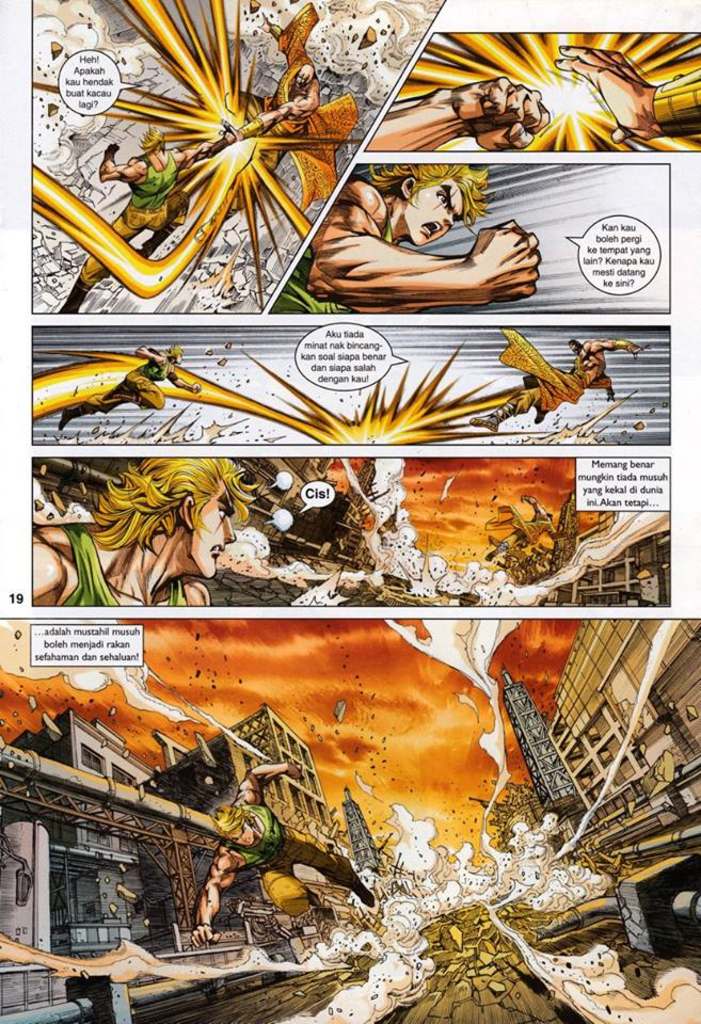 Heh!
Apakah
kau hendak
buat kacau
lagi?
Kan kau
boleh pergi
ke tempat yang
lain? Kenapa kau
mesti datang
ke sini?
Aku tiada
minat nak bincang-
kan soal siapa benar
dan siapa salah
dengan kau!
Cis!
Memang benar
mungkin tiada musuh
yang kekal di dunia
ini.Akan tetapi...
19
...adalah mustahil musuh
boleh menjadi rakan
sefahaman dan sehaluan!